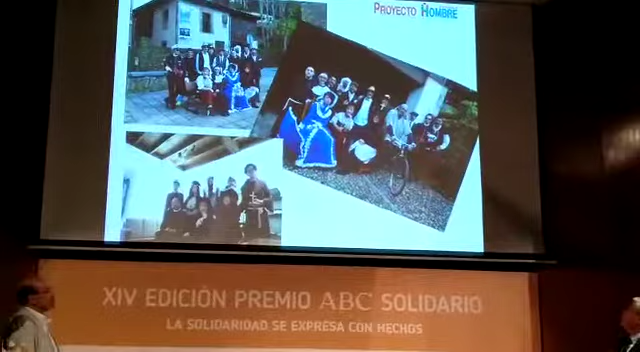 PROYECTO HOMBRE
XIV EDICIÓN PREMIO ABC SOLIDARIO
LA SOLIDARIDAD SE EXPRESA CON HECHOS